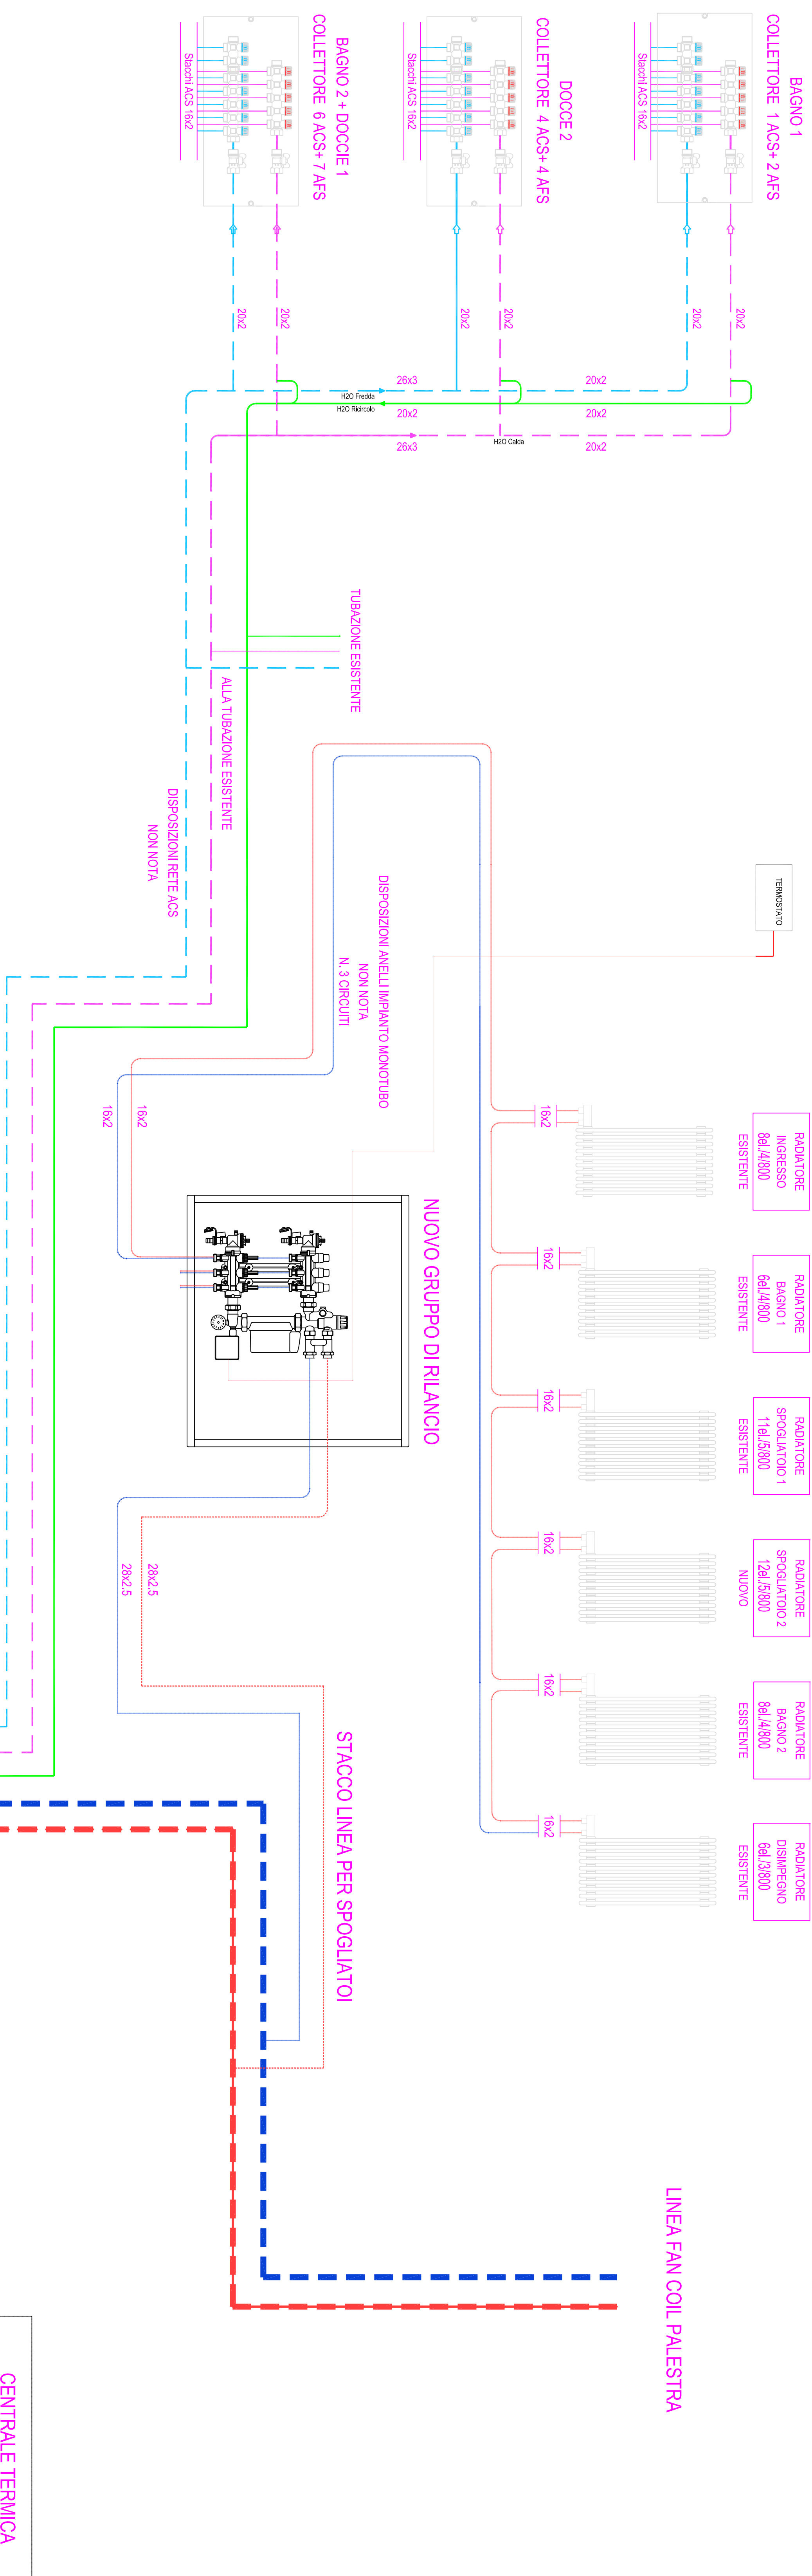 BAGNO 1
COLLETTORE 1 ACS+ 2 AFS
Stacchi ACS 16x2
20x2
20x2
DOCCE 2
COLLETTORE 4 ACS+ 4 AFS
Stacchi ACS 16x2
20x2
20x2
BAGNO 2 + DOCCIE 1
COLLETTORE 6 ACS+ 7 AFS
Stacchi ACS 16x2
20x2
20x2
26x3
20x2
H2O Fredda
H2O Ricircolo
20x2
20x2
H2O Calda
26x3
20x2
TUBAZIONE ESISTENTE
ALLA TUBAZIONE ESISTENTE
DISPOSIZIONI RETE ACS
NON NOTA
TERMOSTATO
DISPOSIZIONI ANELLI IMPIANTO MONOTUBO
NON NOTA
N. 3 CIRCUITI
16x2
16x2
RADIATORE
INGRESSO
8el./4/800
ESISTENTE
16x2
RADIATORE
BAGNO 1
6el./4/800
ESISTENTE
16x2
RADIATORE
SPOGLIATOIO 1
11el./5/800
ESISTENTE
16x2
RADIATORE
SPOGLIATOIO 2
12el./5/800
NUOVO
16x2
RADIATORE
BAGNO 2
8el./4/800
ESISTENTE
16x2
RADIATORE
DISIMPEGNO
6el./3/800
ESISTENTE
16x2
NUOVO GRUPPO DI RILANCIO
28x2.5
28x2.5
STACCO LINEA PER SPOGLIATOI
LINEA FAN COIL PALESTRA
CENTRALE TERMICA